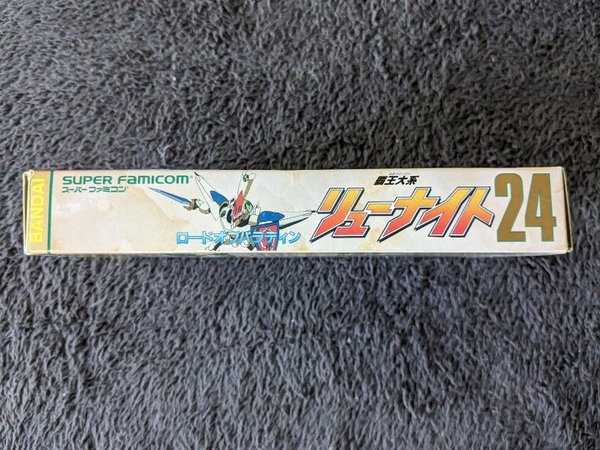 BANDAI
SUPER FAMICOM®
スーパーファミコン
ロードオブパラディン
覇王大系
リューナイト
24